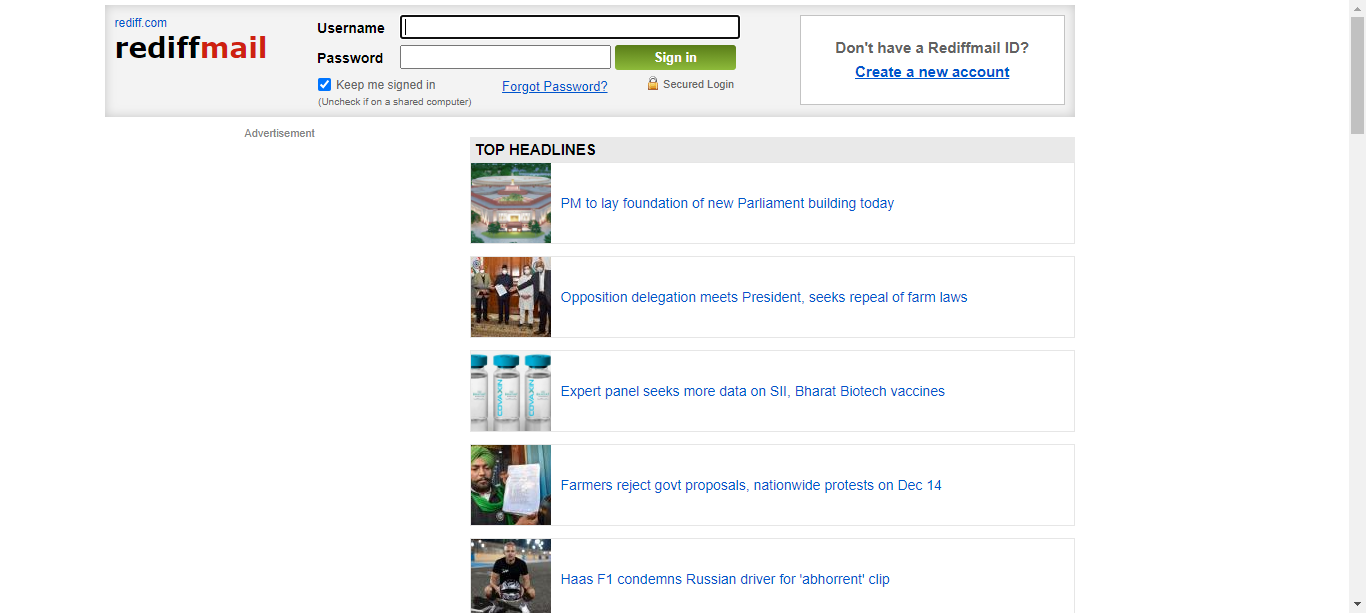 rediff.com
rediffmail
Username
Password
Sign in
Keep me signed in
Forgot Password?
Secured Login
(Uncheck if on a shared computer)
Don't have a Rediffmail ID?
Create a new account
Advertisement
TOP HEADLINES
PM to lay foundation of new Parliament building today
Opposition delegation meets President, seeks repeal of farm laws
COVAXIN
Expert panel seeks more data on SII, Bharat Biotech vaccines
Farmers reject govt proposals, nationwide protests on Dec 14
Haas F1 condemns Russian driver for 'abhorrent' clip